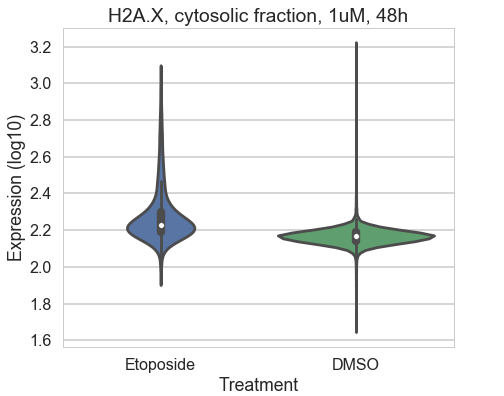 H2A.X, cytosolic fraction, 1uM, 48h
Expression (log10)
3.2
3.0
2.8
2.6
2.4
2.2
2.0
1.8
1.6
Etoposide
DMSO
Treatment